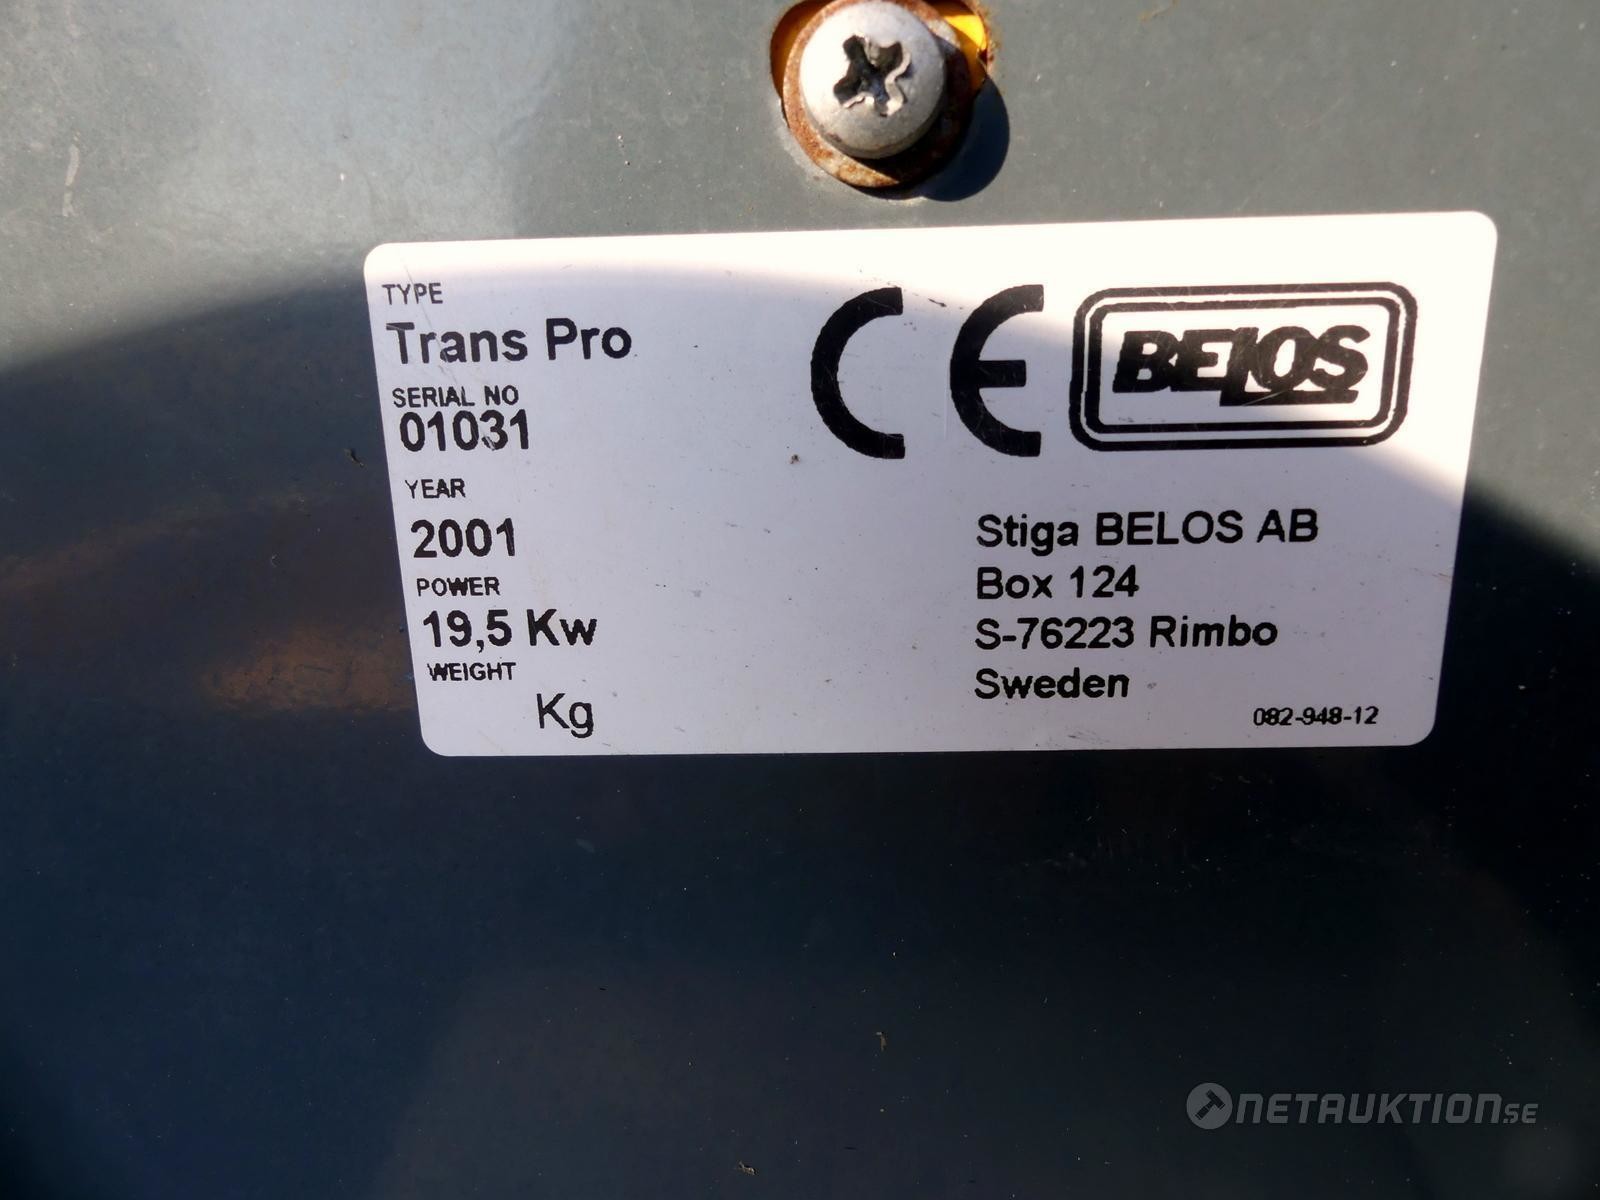 TYPE
Trans Pro
SERIAL NO
01031
YEAR
2001
POWER
19,5 Kw
WEIGHT
Kg
CE
BELOS
Stiga BELOS AB
Box 124
S-76223 Rimbo
Sweden
082-948-12
NETAUKTION.SE